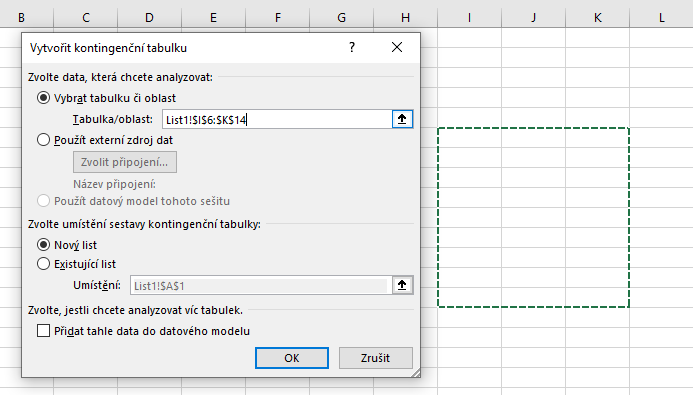 B C D E F G H I J K L
Vytvořit kontingenční tabulku ? ×
Zvolte data, která chcete analyzovat:
Vybrat tabulku či oblast
Tabulka/oblast: List1!$I$6:$K$14
Použít externí zdroj dat
Zvolit připojení...
Název připojení:
Použít datový model tohoto sešitu
Zvolte umístění sestavy kontingenční tabulky:
Nový list
Existující list
Umístění: List1!$A$1
Zvolte, jestli chcete analyzovat víc tabulek.
Přidat tahle data do datového modelu
OK Zrušit